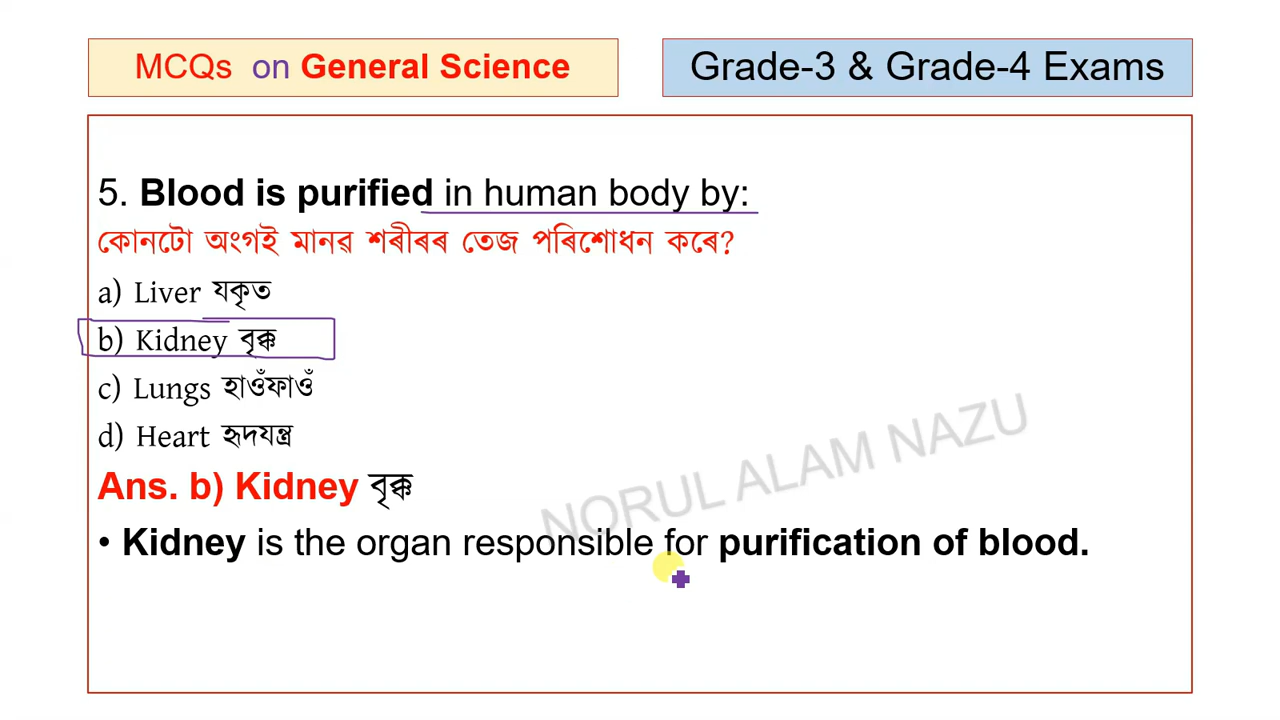 MCQs on General Science
Grade-3 & Grade-4 Exams
5. Blood is purified in human body by:
কোনটো অংগই মানৱ শৰীৰৰ তেজ পৰিশোধন কৰে?
a) Liver যকৃত
b) Kidney বৃক্ক
c) Lungs হাওঁফাওঁ
d) Heart হৃদযন্ত্ৰ
Ans. b) Kidney বৃক্ক
• Kidney is the organ responsible for purification of blood.
NORUL ALAM NAZU